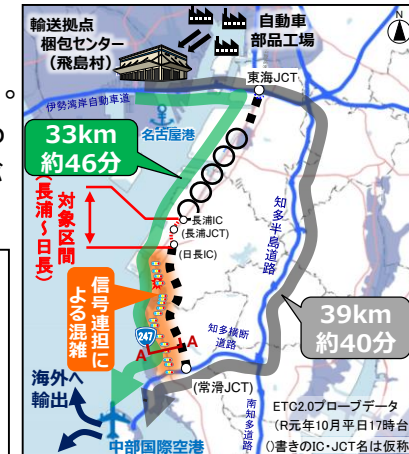 輸送拠点
梱包センター
(飛島村)
自動車
部品工場
N
東海JCT
伊勢湾岸自動車道
名古屋港
。
33km
約46分
対象区間
(長浦～日長)
長浦IC
(長浦JCT)
(日長IC)
知多半島道路
信号連担に
よる混雑
247
A
A
知多横断
道路
39km
約40分
(常滑JCT)
海外へ
輸出
中部国際空港
南知多道路
ETC2.0プローブデータ
(R元年10月平日17時台
()書きのIC・JCT名は仮称